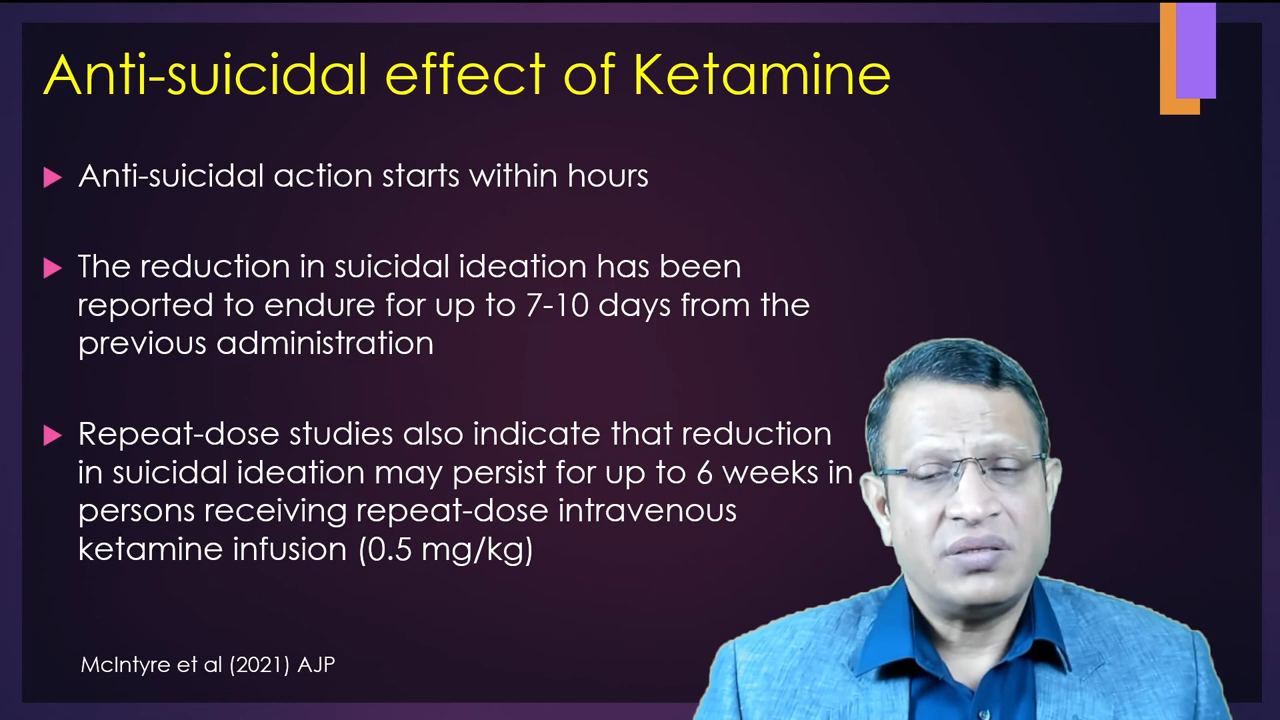 Anti-suicidal effect of Ketamine
Anti-suicidal action starts within hours
The reduction in suicidal ideation has been
reported to endure for up to 7-10 days from the
previous administration
Repeat-dose studies also indicate that reduction
in suicidal ideation may persist for up to 6 weeks in
persons receiving repeat-dose intravenous
ketamine infusion (0.5 mg/kg)
McIntyre et al (2021) AJP